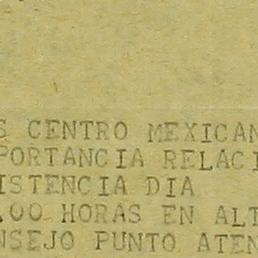 S CENTRO MEXICAN
PORTANCIA RELACI
ISTENCIA DIA
.00 HORAS EN ALT
NSEJO PUNTO ATEN